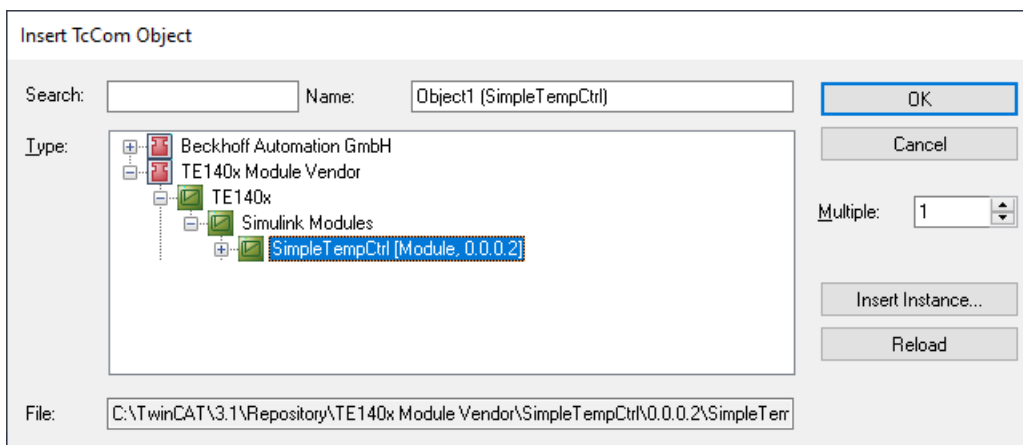 Insert TcCom Object
Search:
Name: Object1 (SimpleTempCtrl)
OK
Type:
Beckhoff Automation GmbH
Cancel
TE140x Module Vendor
TE140x
Multiple: 1
Simulink Modules
SimpleTempCtrl [Module, 0.0.0.2]
Insert Instance...
Reload
File: C:\TwinCAT\3.1\Repository\TE140x Module Vendor\SimpleTempCtrl\0.0.0.2\SimpleTem